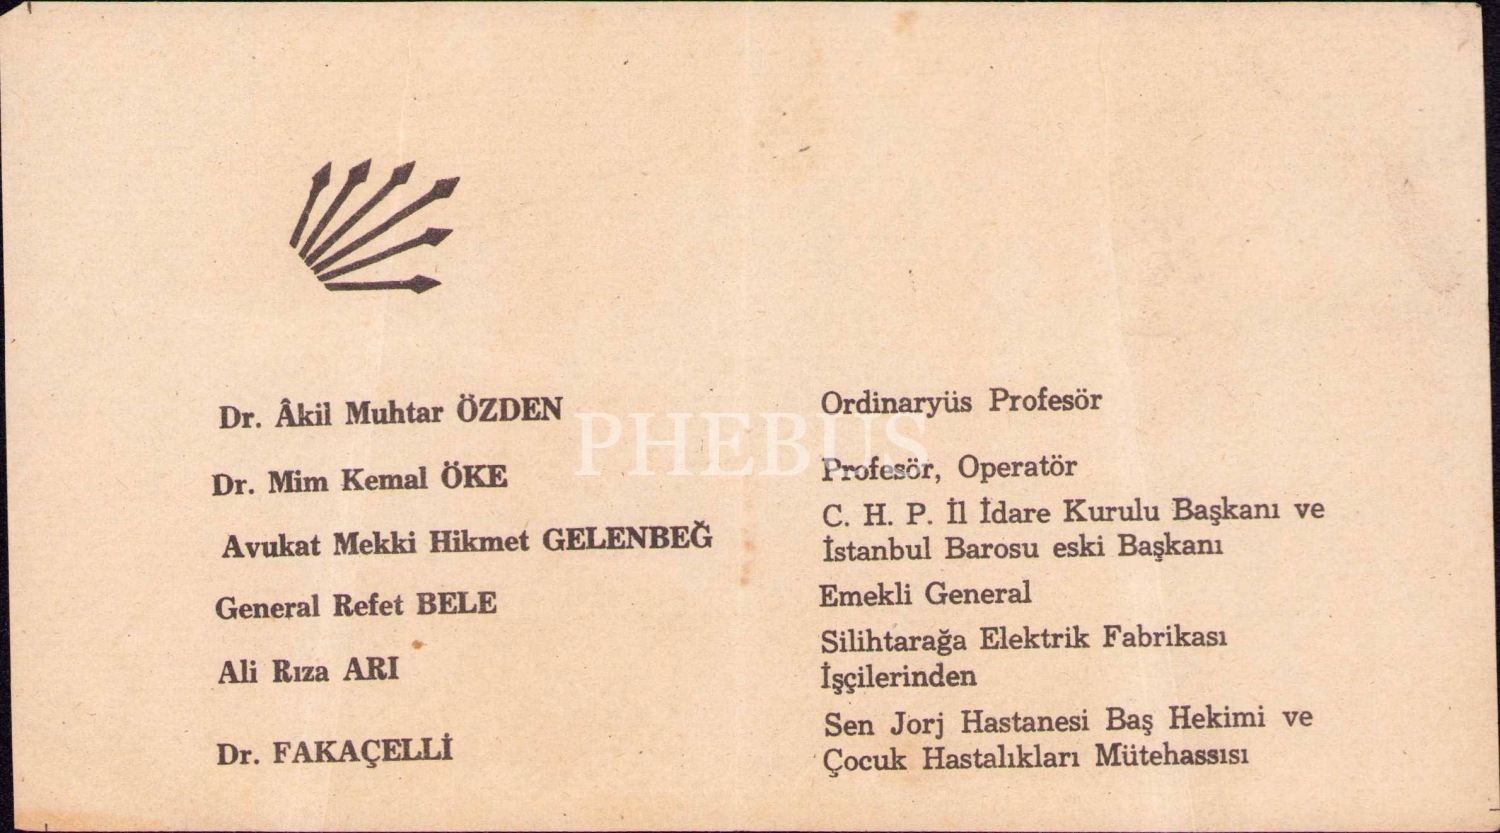 Dr. Âkil Muhtar ÖZDEN Ordinaryüs Profesör
PHEBUS
Dr. Mim Kemal ÖKE Profesör, Operatör
Avukat Mekki Hikmet GELENBEĞ C. H. P. İl İdare Kurulu Başkanı ve
İstanbul Barosu eski Başkanı
General Refet BELE Emekli General
Ali Rıza ARI Silihtarağa Elektrik Fabrikası
İşçilerinden
Dr. FAKAÇELLİ Sen Jorj Hastanesi Baş Hekimi ve
Çocuk Hastalıkları Mütehassısı